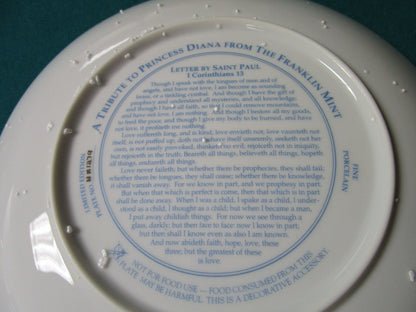 A TRIBUTE TO PRINCESS DIANA FROM THE FRANKLIN MINT
LETTER BY SAINT PAUL
1 Corinthians 13
Though I speak with the tongues of men and of
angels, and have not love, I am become as sounding
brass, or a tinkling cymbal. And though I have the gift of
prophecy and understand all mysteries, and all knowledge;
and though I have all faith, so that I could remove mountains,
and have not love, I am nothing. And though I bestow all my goods,
to feed the poor, and though I give my body to be burned, and have
not love, it profiteth me nothing.
Love suffereth long, and is kind; love envieth not; love vaunteth not
itself, is not puffed up, doth not behave itself unseemly, seeketh not her
own, is not easily provoked, thinketh no evil; rejoiceth not in iniquity,
but rejoiceth in the truth. Beareth all things, believeth all things, hopeth
all things, endureth all things.
Love never faileth; but whether there be prophecies, they shall fail;
whether there be tongues, they shall cease; whether there be knowledge,
it shall vanish away. For we know in part, and we prophesy in part.
But when that which is perfect is come, then that which is in part
shall be done away. When I was a child, I spake as a child, I under-
stood as a child, I thought as a child; but when I became a man,
I put away childish things. For now we see through a
glass, darkly; but then face to face: now I know in part;
but then shall I know even as also I am known.
And now abideth faith, hope, love, these
three; but the greatest of these
is love.
LIMITED EDITION
PLATE NO.
FINE
PORCELAIN
NOT FOR FOOD USE — FOOD CONSUMED FROM THIS
PLATE MAY BE HARMFUL. THIS IS A DECORATIVE ACCESSORY.